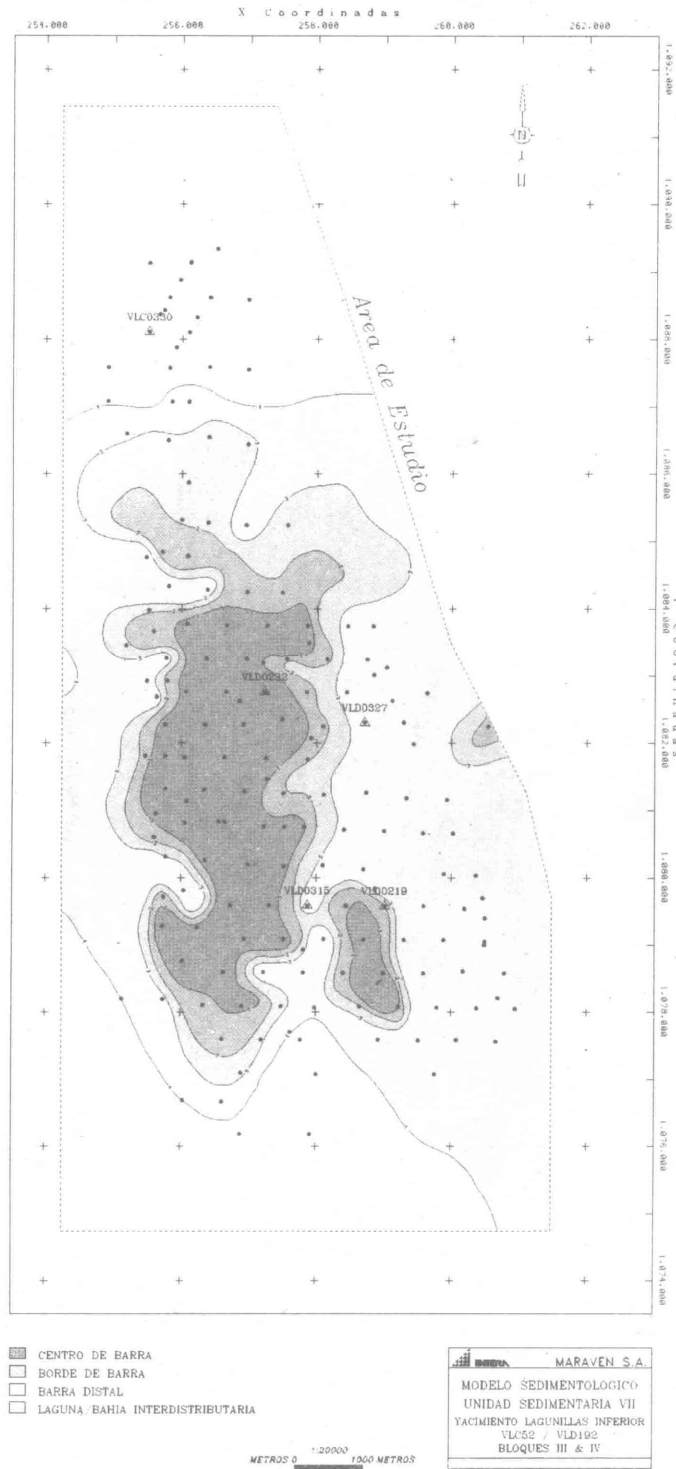 X Coordinadas
254.000 256.000 258.000 260.000 262.000
1.092.000
1.090.000
1.088.000
1.086.000
1.084.000
1.082.000
1.080.000
1.078.000
1.076.000
1.074.000
N
Area de Estudio
VLC0330
VLD0232
VLD0327
VLD0315
VLD0219
CENTRO DE BARRA
BORDE DE BARRA
BARRA DISTAL
LAGUNA/BAHIA INTERDISTRIBUTARIA
1:20000
METROS 0 1000 METROS
MARAVEN S.A.
MODELO SEDIMENTOLOGICO
UNIDAD SEDIMENTARIA VII
YACIMIENTO LAGUNILLAS INFERIOR
VLC52 / VLD192
BLOQUES III & IV